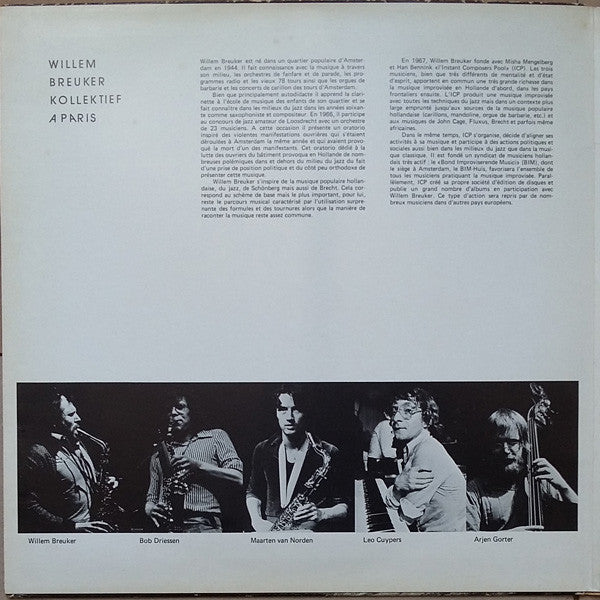 WILLEM
BREUKER
KOLLEKTIEF
A PARIS
Willem Breuker est né dans un quartier populaire d'Amster-
dam en 1944. Il fait connaissance avec la musique à travers
son milieu, les orchestres de fanfare et de parade, les pro-
grammes radio et les vieux 78 tours ainsi que les orgues de
barbarie et les concerts de carillon des tours d'Amsterdam.
Bien que principalement autodidacte il apprend la clari-
nette à l'école de musique des enfants de son quartier et se
fait connaître dans les milieux du jazz dans les années soixan-
te comme saxophoniste et compositeur. En 1966, il participe
au concours de jazz amateur de Loosdrecht avec un orchestre
de 23 musiciens. A cette occasion il présente un oratorio
inspiré des violentes manifestations ouvrières qui s'étaient
déroulées à Amsterdam la même année et qui avaient provo-
qué la mort d'un des manifestants. Cet oratorio dédié à la
lutte des ouvriers du bâtiment provoqua en Hollande de nom-
breuses polémiques dans et dehors du milieu du jazz du fait
d'une prise de position politique et du côté peu orthodoxe de
présenter cette musique.
Willem Breuker s'inspire de la musique populaire hollan-
daise, du jazz, de Schönberg mais aussi de Brecht. Cela cor-
respond au schème de base mais le plus important, pour lui,
reste le parcours musical caractérisé par l'utilisation surpre-
nante des formules et des tournures alors que la manière de
raconter la musique reste assez commune.
En 1967, Willem Breuker fonde avec Misha Mengelberg
et Han Bennink «l'Instant Composers Pool» (ICP). Les trois
musiciens, bien que très différents de mentalité et d'état
d'esprit, apportent en commun une très grande richesse dans
la musique improvisée en Hollande d'abord, dans les pays
frontaliers ensuite. L'ICP produit une musique improvisée
avec toutes les techniques du jazz mais dans un contexte plus
large emprunté jusqu'aux sources de la musique populaire
hollandaise (carillons, mandoline, orgue de barbarie, etc.) et
aux musiques de John Cage, Fluxus, Brecht et parfois même
africaines.
Dans le même temps, ICP s'organise, décide d'aligner ses
activités à sa musique et participe à des actions politiques et
sociales aussi bien dans les milieux du jazz que dans la mu-
sique classique. Il est fondé un syndicat de musiciens hollan-
dais très actif : le «Bond Improviserende Musici» (BIM), dont
le siège à Amsterdam, le BIM-Huis, favorisera l'ensemble de
tous les musiciens pratiquant la musique improvisée. Paral-
lèlement, ICP créé sa propre société d'édition de disques et
publie un grand nombre d'albums en participation avec
Willem Breuker. Ce type d'action sera repris par de nom-
breux musiciens dans d'autres pays européens.
Willem Breuker
Bob Driessen
Maarten van Norden
Leo Cuypers
Arjen Gorter